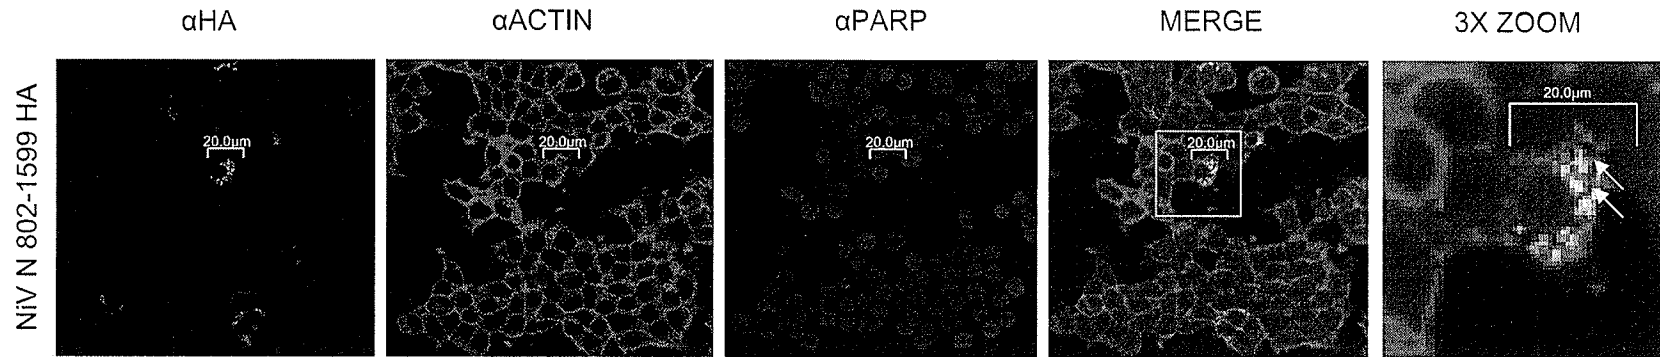 αHA
αACTIN
αPARP
MERGE
3X ZOOM
NiV N 802-1599 HA
20.0µm
20.0µm
20.0µm
20.0µm
20.0µm